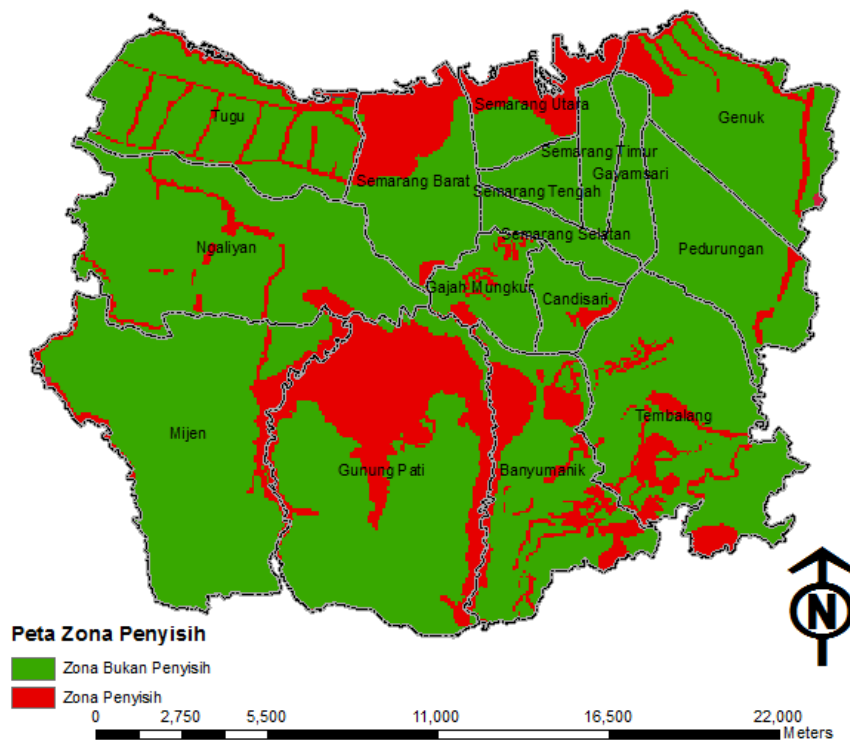 Tugu
Semarang Utara
Genuk
Semarang Timur
Gayamsari
Semarang Barat
Semarang Tengah
Semarang Selatan
Ngaliyan
Pedurungan
Gajah Mungkur
Candisari
Mijen
Tembalang
Gunung Pati
Banyumanik
N
Peta Zona Penyisih
Zona Bukan Penyisih
Zona Penyisih
0 2,750 5,500 11,000 16,500 22,000
Meters